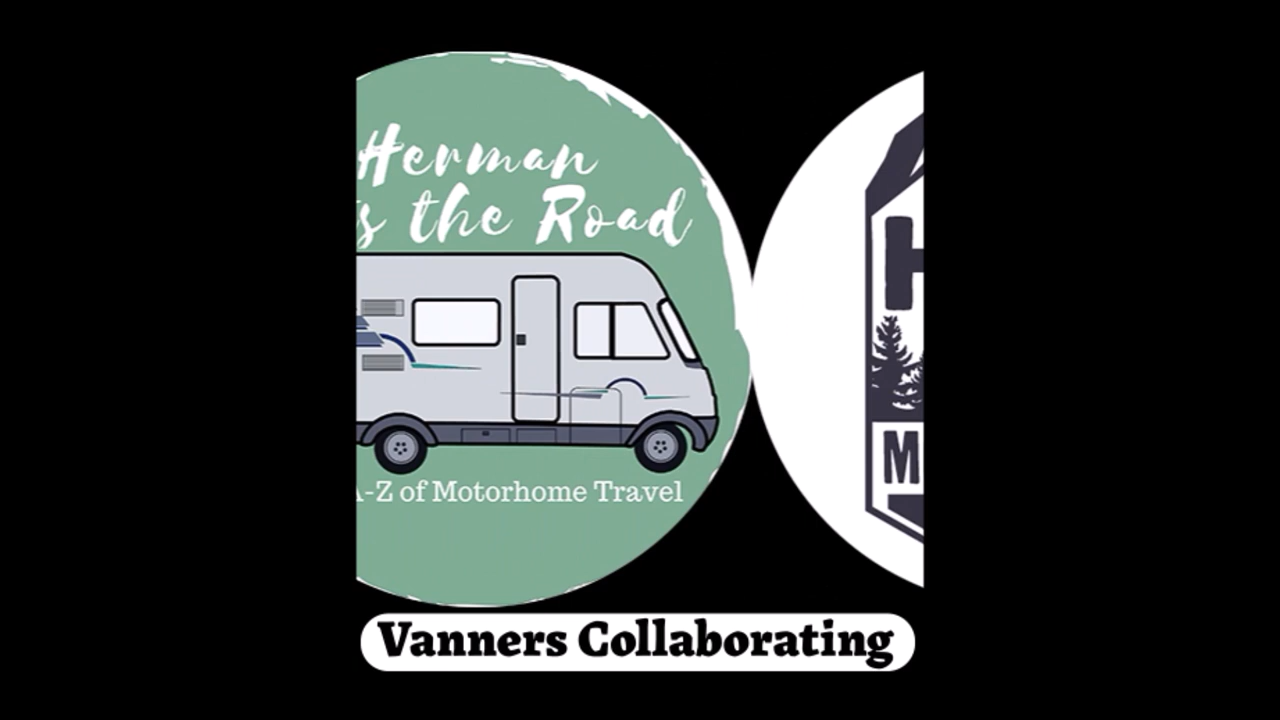 Herman
s the Road
-Z of Motorhome Travel
H
M
Vanners Collaborating